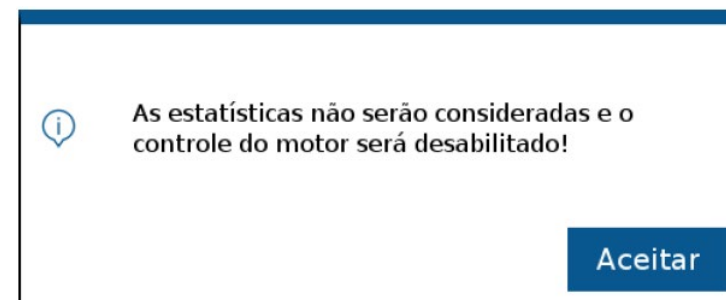 As estatísticas não serão consideradas e o
controle do motor será desabilitado!
Aceitar